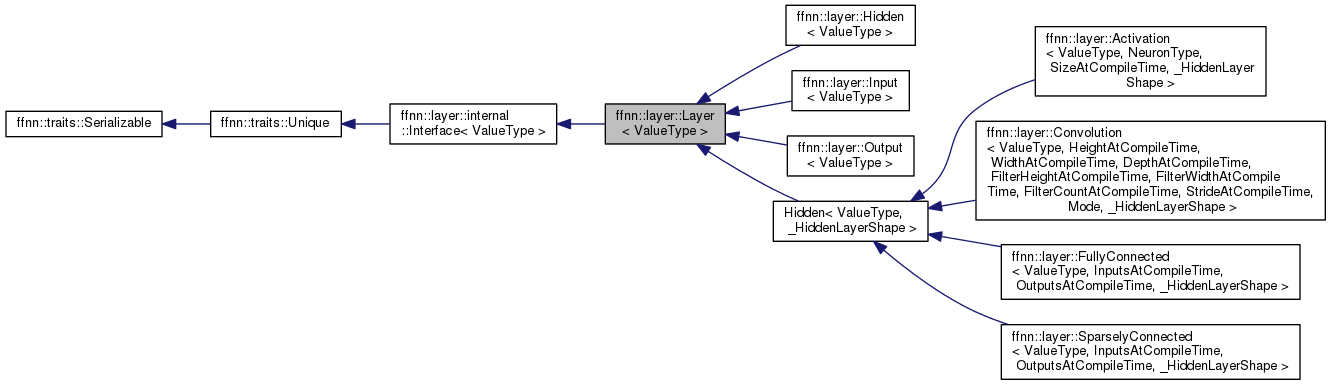 ffnn::traits::Serializable
ffnn::traits::Unique
ffnn::layer::internal
::Interface< ValueType >
ffnn::layer::Layer
< ValueType >
ffnn::layer::Hidden
< ValueType >
ffnn::layer::Input
< ValueType >
ffnn::layer::Output
< ValueType >
Hidden< ValueType,
_HiddenLayerShape >
ffnn::layer::Activation
< ValueType, NeuronType,
SizeAtCompileTime, _HiddenLayer
Shape >
ffnn::layer::Convolution
< ValueType, HeightAtCompileTime,
WidthAtCompileTime, DepthAtCompileTime,
FilterHeightAtCompileTime, FilterWidthAtCompile
Time, FilterCountAtCompileTime, StrideAtCompileTime,
Mode, _HiddenLayerShape >
ffnn::layer::FullyConnected
< ValueType, InputsAtCompileTime,
OutputsAtCompileTime, _HiddenLayerShape >
ffnn::layer::SparselyConnected
< ValueType, InputsAtCompileTime,
OutputsAtCompileTime, _HiddenLayerShape >